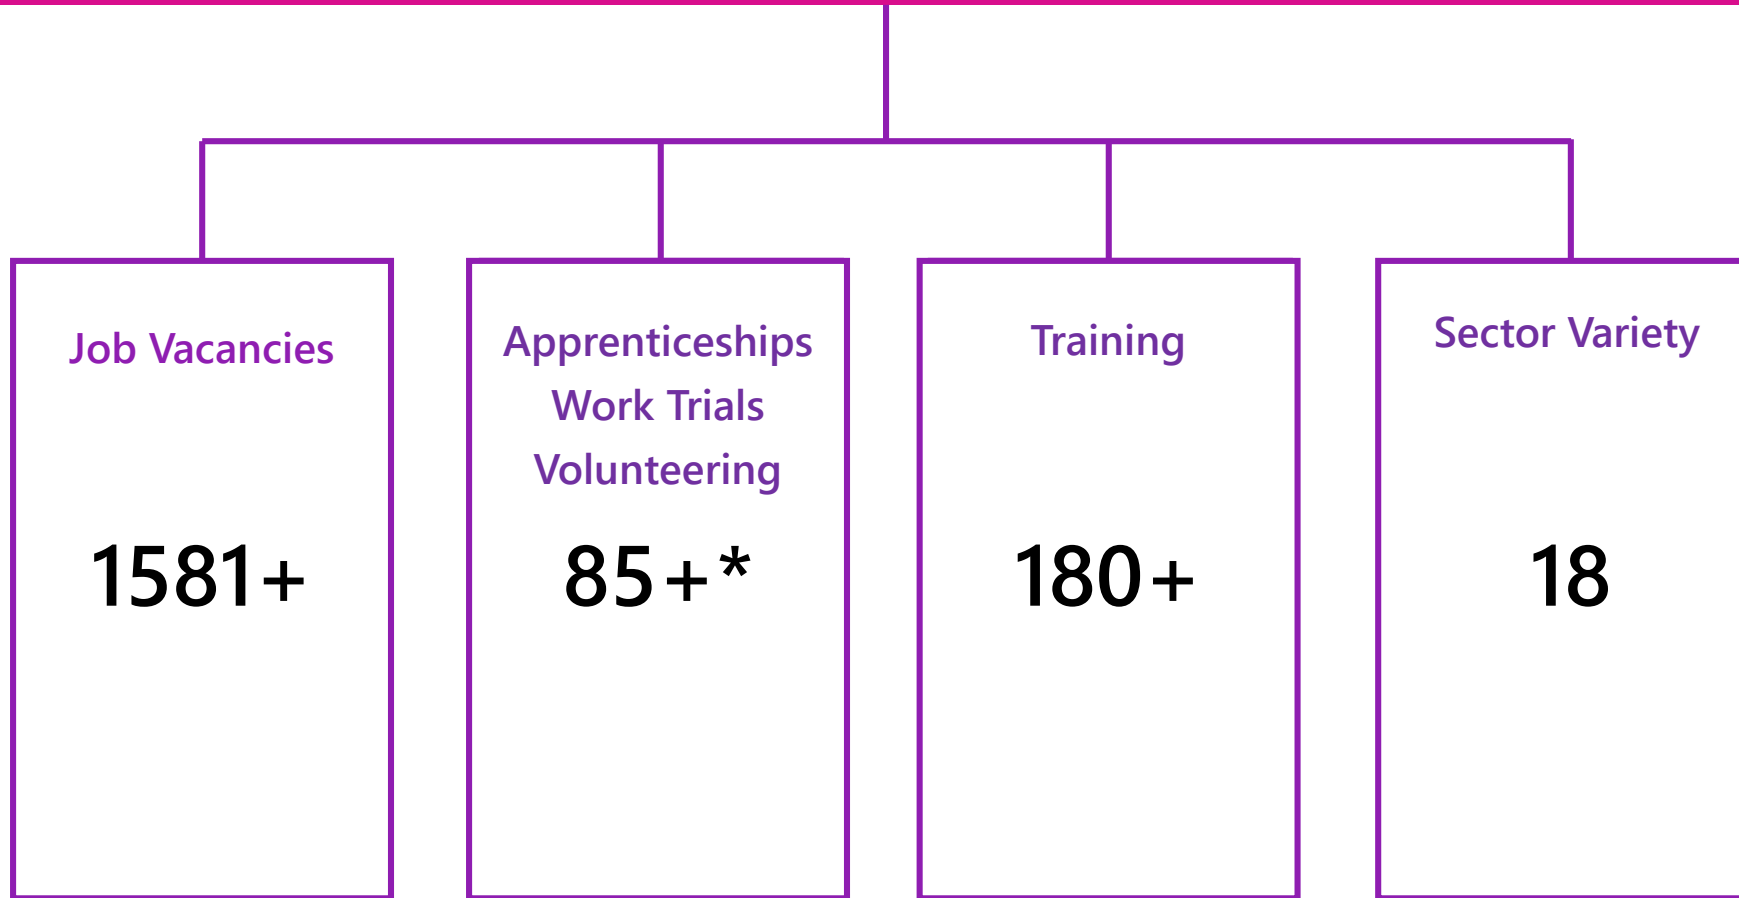 Job Vacancies
1581+
Apprenticeships
Work Trials
Volunteering
85+*
Training
180+
Sector Variety
18